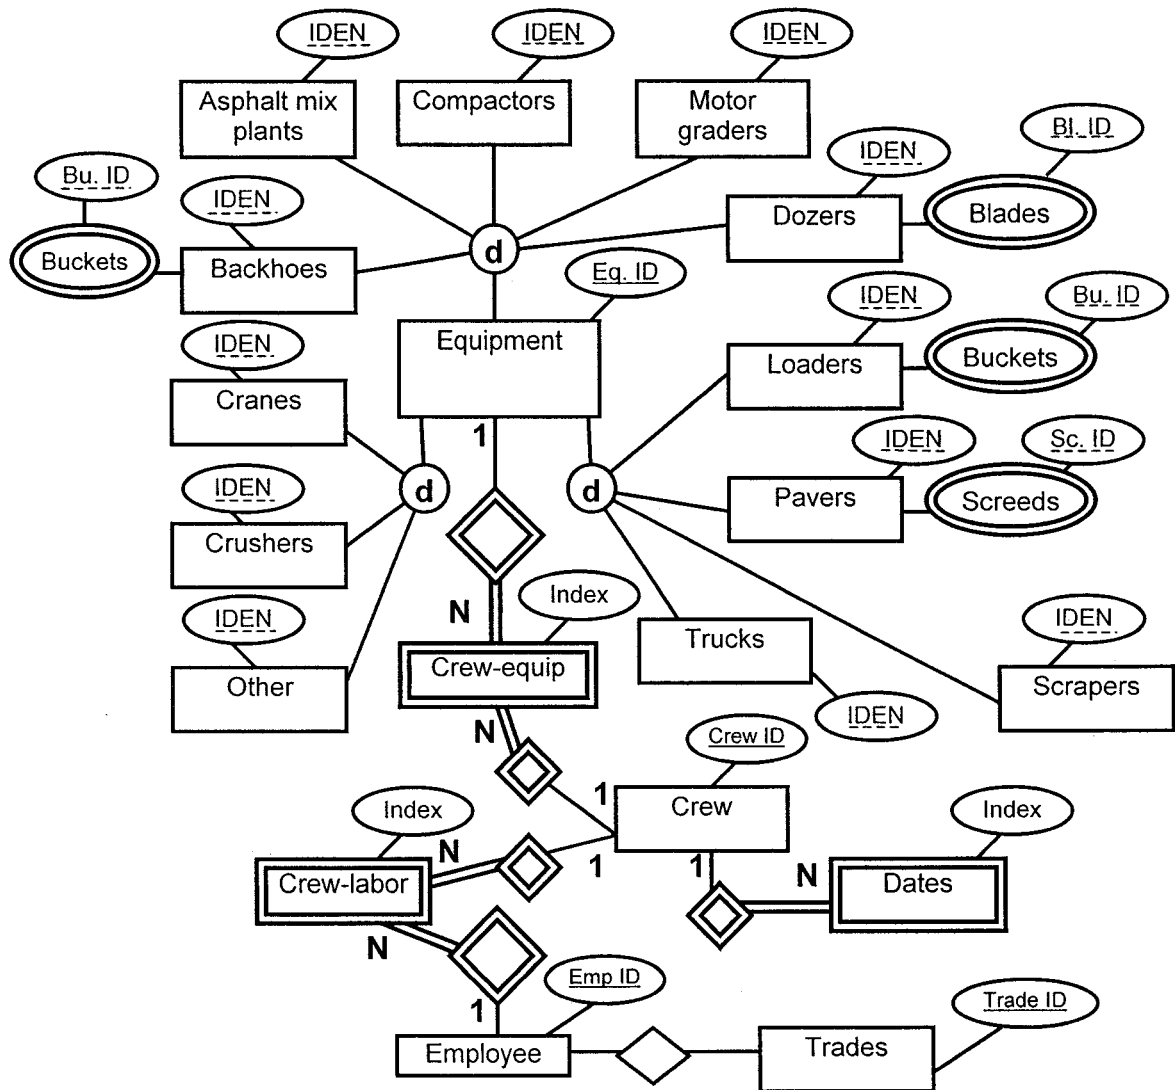 IDEN
IDEN
IDEN
Asphalt mix
plants
Compactors
Motor
graders
Bl. ID
IDEN
Bu. ID
IDEN
Dozers
Blades
d
Buckets
Backhoes
Eq. ID
IDEN
Bu. ID
Equipment
IDEN
Loaders
Buckets
Cranes
1
IDEN
Sc. ID
IDEN
d
d
Pavers
Screeds
Crushers
Index
N
IDEN
IDEN
Trucks
Crew-equip
Other
Scrapers
IDEN
N
Crew ID
1
Crew
Index
Index
N
1
1
N
Crew-labor
Dates
N
Emp ID
1
Trade ID
Employee
Trades